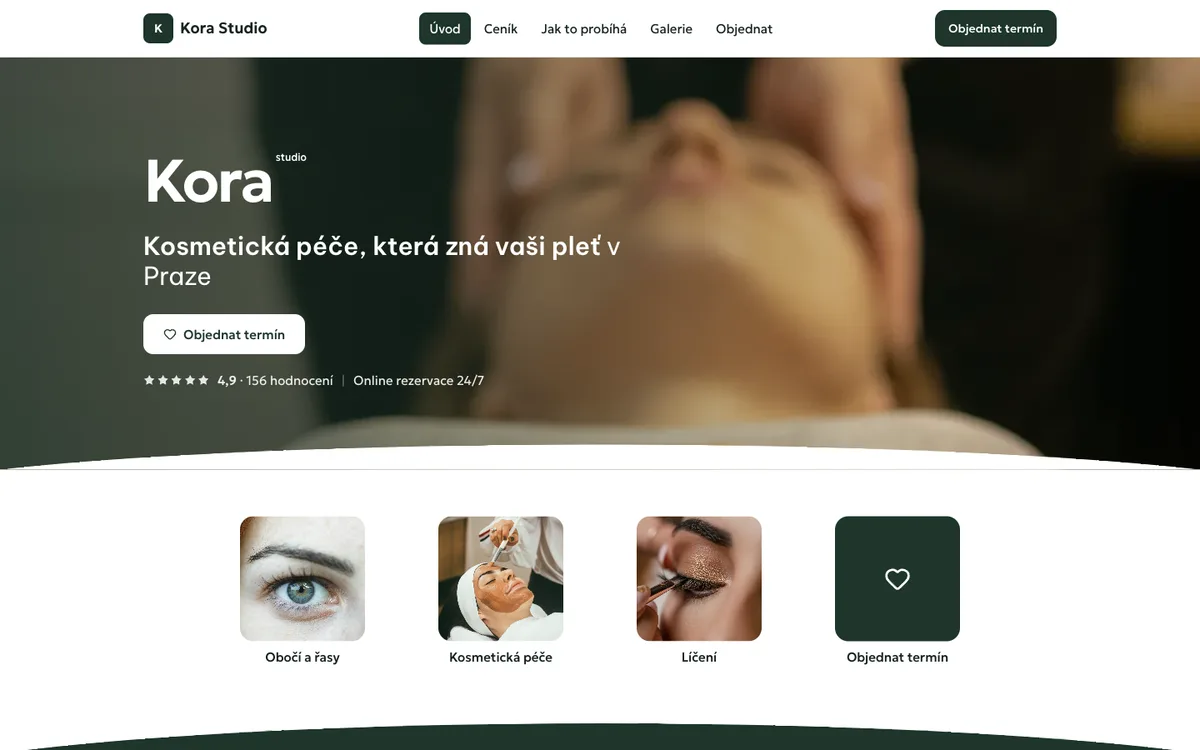 K Kora Studio
Úvod
Ceník
Jak to probíhá
Galerie
Objednat
Objednat termín
Kora studio
Kosmetická péče, která zná vaši pleť v
Praze
Objednat termín
4,9 · 156 hodnocení | Online rezervace 24/7
Obočí a řasy
Kosmetická péče
Líčení
Objednat termín